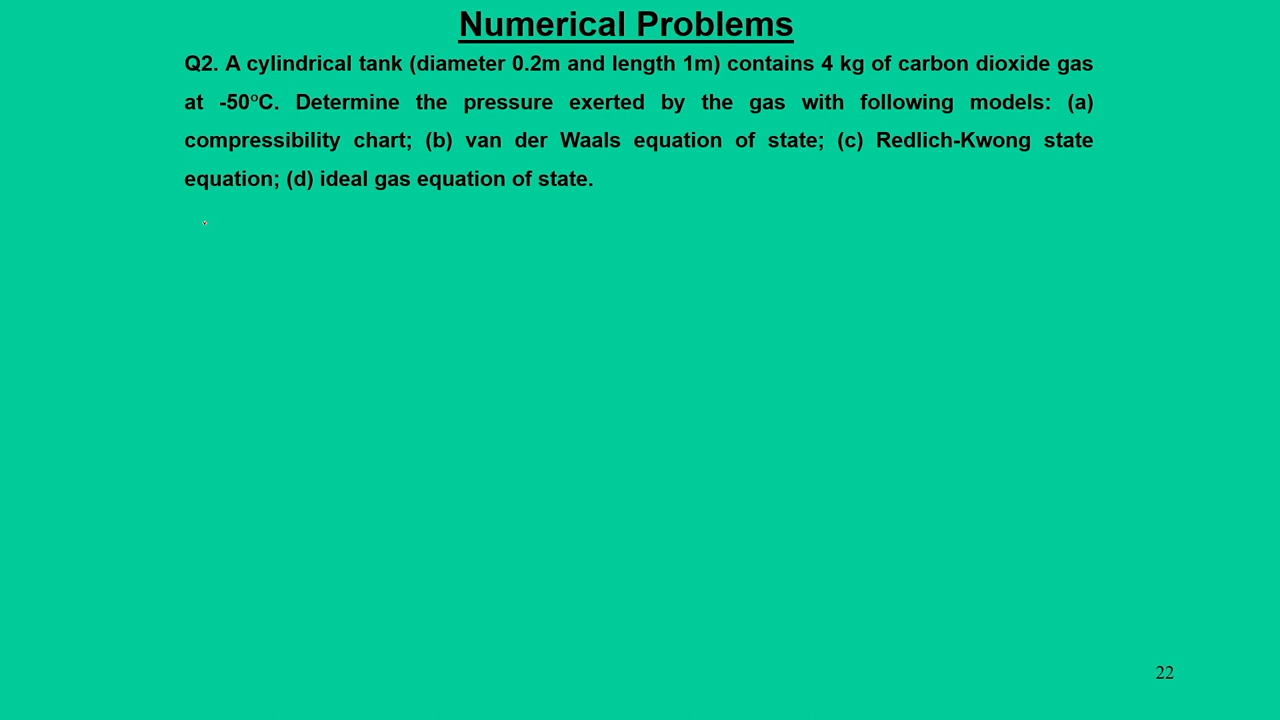 Numerical Problems
Q2. A cylindrical tank (diameter 0.2m and length 1m) contains 4 kg of carbon dioxide gas
at -50°C. Determine the pressure exerted by the gas with following models: (a)
compressibility chart; (b) van der Waals equation of state; (c) Redlich-Kwong state
equation; (d) ideal gas equation of state.
22